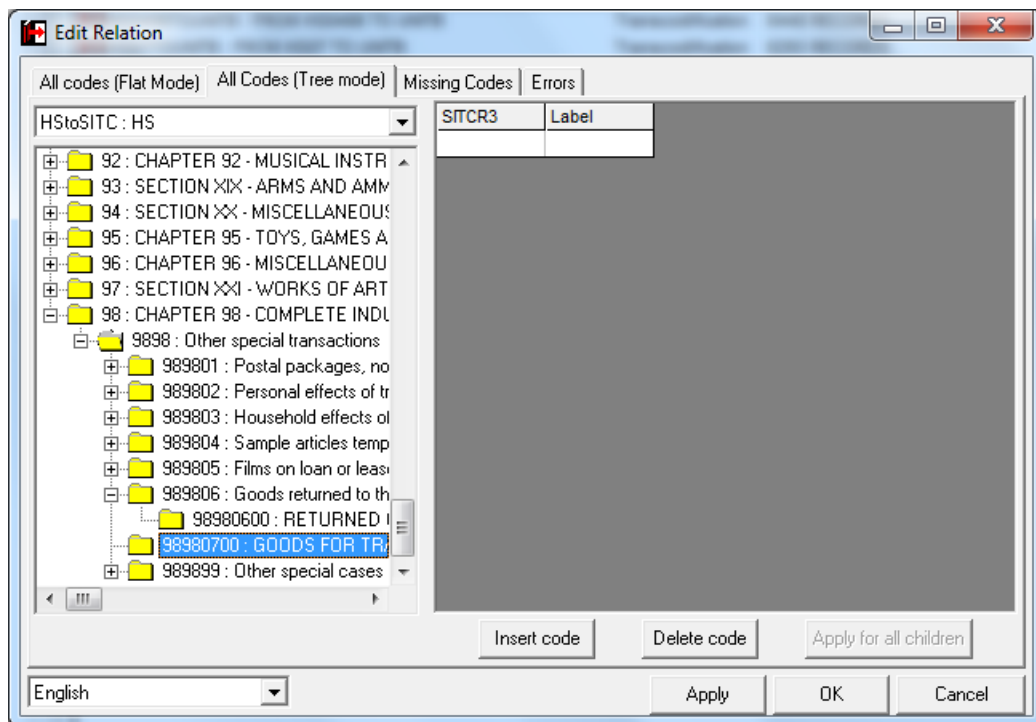 Edit Relation
All codes (Flat Mode) All Codes (Tree mode) Missing Codes Errors
HStoSITC : HS
SITCR3 Label
92 : CHAPTER 92 - MUSICAL INSTR
93 : SECTION XIX - ARMS AND AMM
94 : SECTION XX - MISCELLANEOUS
95 : CHAPTER 95 - TOYS, GAMES A
96 : CHAPTER 96 - MISCELLANEOU
97 : SECTION XXI - WORKS OF ART
98 : CHAPTER 98 - COMPLETE INDU
9898 : Other special transactions
989801 : Postal packages, no
989802 : Personal effects of tr
989803 : Household effects of
989804 : Sample articles temp
989805 : Films on loan or lease
989806 : Goods returned to th
98980600 : RETURNED
98980700 : GOODS FOR TRA
989899 : Other special cases
Insert code Delete code Apply for all children
English Apply OK Cancel